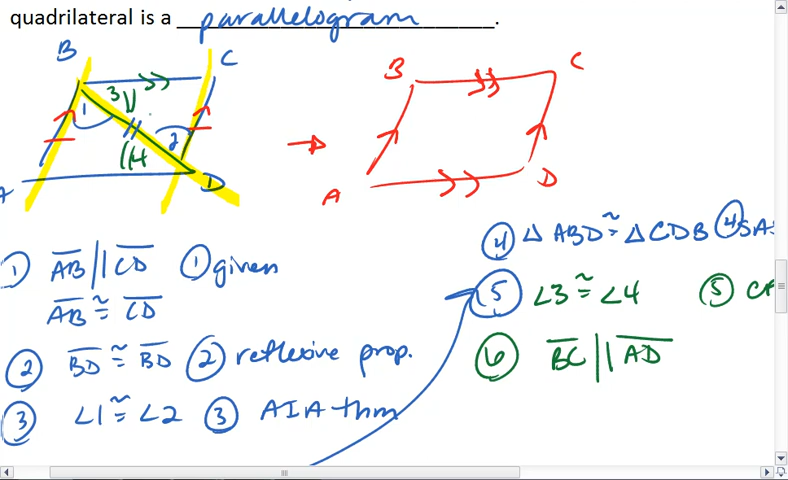 quadrilateral is a parallelogram.
B C
3
1 2
4
A D
B C
A D
① AB || CD ① given
AB ≅ CD
② BD ≅ BD ② reflexive prop.
③ ∠1 ≅ ∠2 ③ AIA thm
④ △ ABD ≅ △ CDB ④ SA
⑤ ∠3 ≅ ∠4 ⑤
⑥ BC || AD